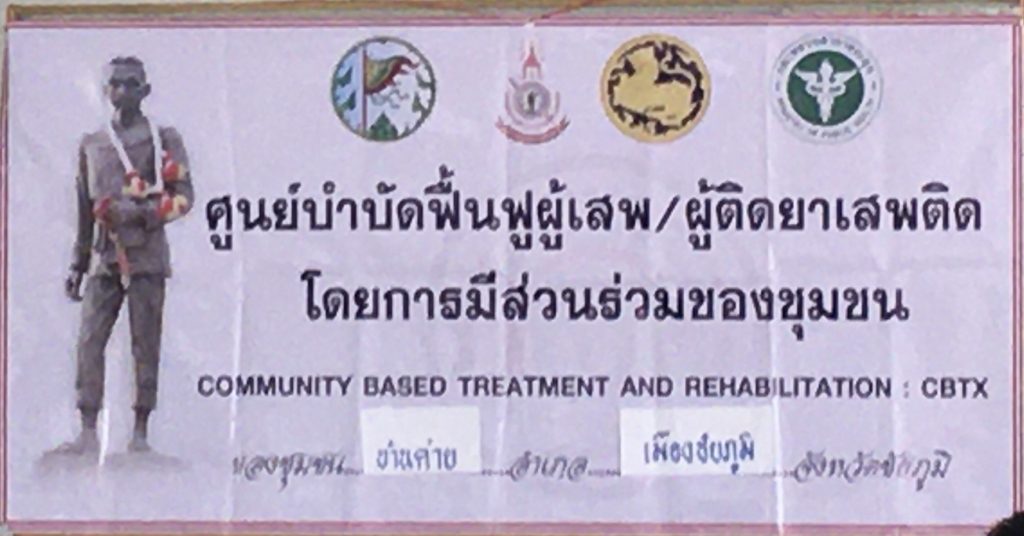 ศูนย์บำบัดฟื้นฟูผู้เสพ/ผู้ติดยาเสพติด
โดยการมีส่วนร่วมของชุมชน
COMMUNITY BASED TREATMENT AND REHABILITATION : CBTX
ของชุมชน.....บ้านค่าย.....อำเภอ.....เมืองชัยภูมิ.....จังหวัดชัยภูมิ